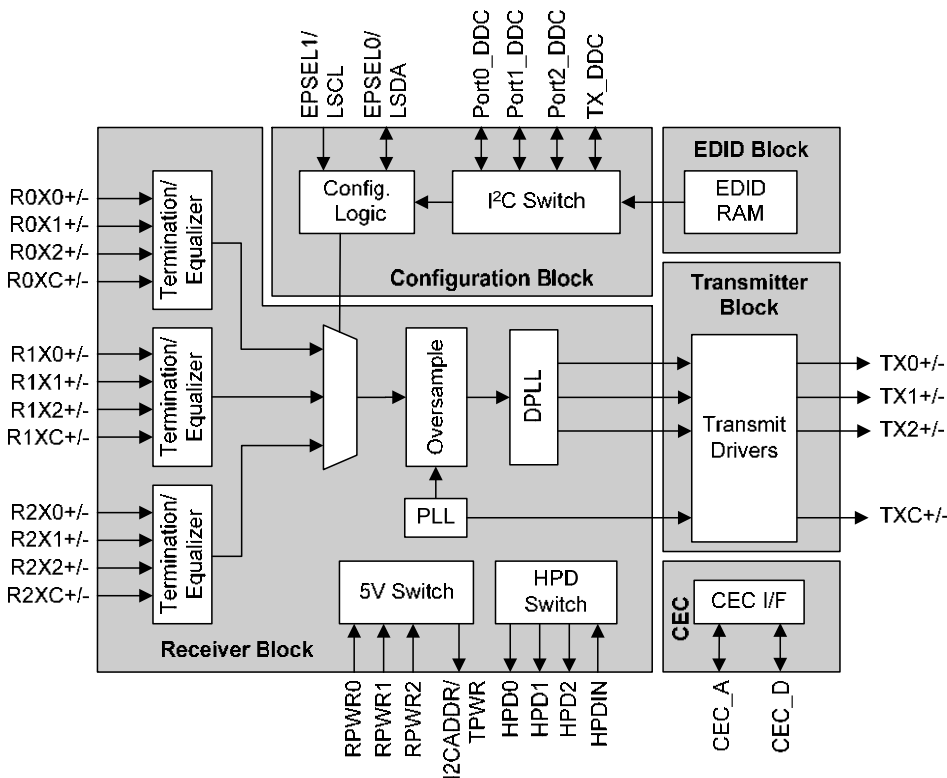 EPSEL1/
LSCL
EPSEL0/
LSDA
Port0_DDC
Port1_DDC
Port2_DDC
TX_DDC
R0X0+/-
R0X1+/-
R0X2+/-
R0XC+/-
Termination/
Equalizer
Config.
Logic
I²C Switch
Configuration Block
EDID Block
EDID
RAM
R1X0+/-
R1X1+/-
R1X2+/-
R1XC+/-
Termination/
Equalizer
Oversample
DPLL
PLL
Transmitter
Block
Transmit
Drivers
TX0+/-
TX1+/-
TX2+/-
TXC+/-
R2X0+/-
R2X1+/-
R2X2+/-
R2XC+/-
Termination/
Equalizer
Receiver Block
5V Switch
HPD
Switch
CEC
CEC I/F
RPWR0
RPWR1
RPWR2
I2CADDR/
TPWR
HPD0
HPD1
HPD2
HPDIN
CEC_A
CEC_D